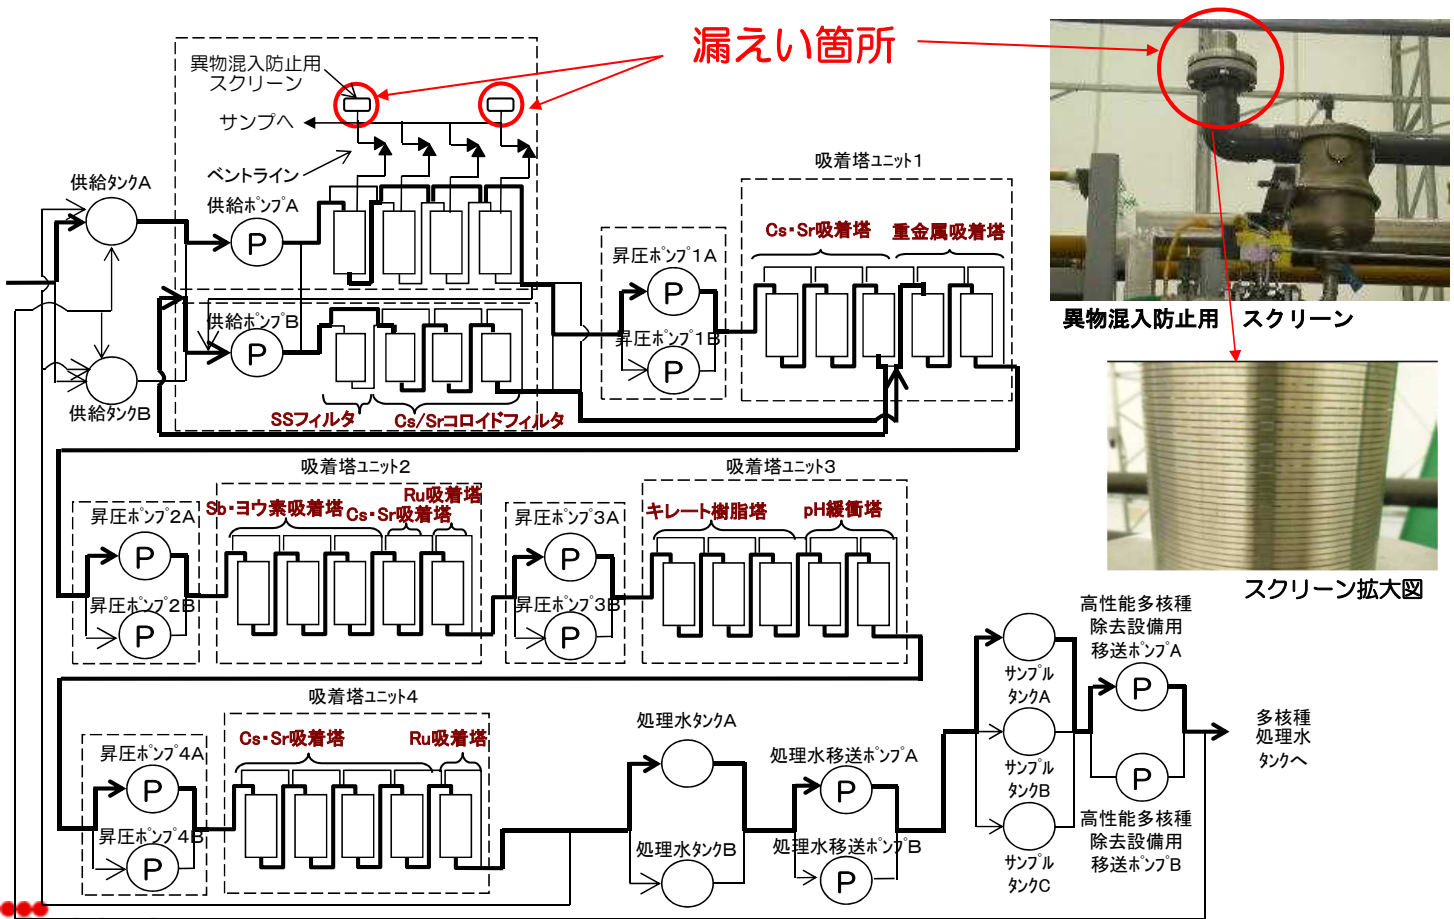 漏えい箇所
異物混入防止用
スクリーン
サンプへ
ベントライン
供給タンクA
供給ポンプA
P
供給ポンプB
P
供給タンクB
SSフィルタ
Cs/Srコロイドフィルタ
昇圧ポンプ1A
P
昇圧ポンプ1B
P
吸着塔ユニット1
Cs・Sr吸着塔
重金属吸着塔
異物混入防止用 スクリーン
スクリーン拡大図
吸着塔ユニット2
昇圧ポンプ2A
P
昇圧ポンプ2B
P
Sb・ヨウ素吸着塔
Cs・Sr吸着塔
Ru吸着塔
昇圧ポンプ3A
P
昇圧ポンプ3B
P
吸着塔ユニット3
キレート樹脂塔
pH緩衝塔
吸着塔ユニット4
昇圧ポンプ4A
P
昇圧ポンプ4B
P
Cs・Sr吸着塔
Ru吸着塔
処理水タンクA
処理水タンクB
処理水移送ポンプA
P
処理水移送ポンプB
P
サンプル
タンクA
サンプル
タンクB
サンプル
タンクC
高性能多核種
除去設備用
移送ポンプA
P
P
高性能多核種
除去設備用
移送ポンプB
多核種
処理水
タンクへ